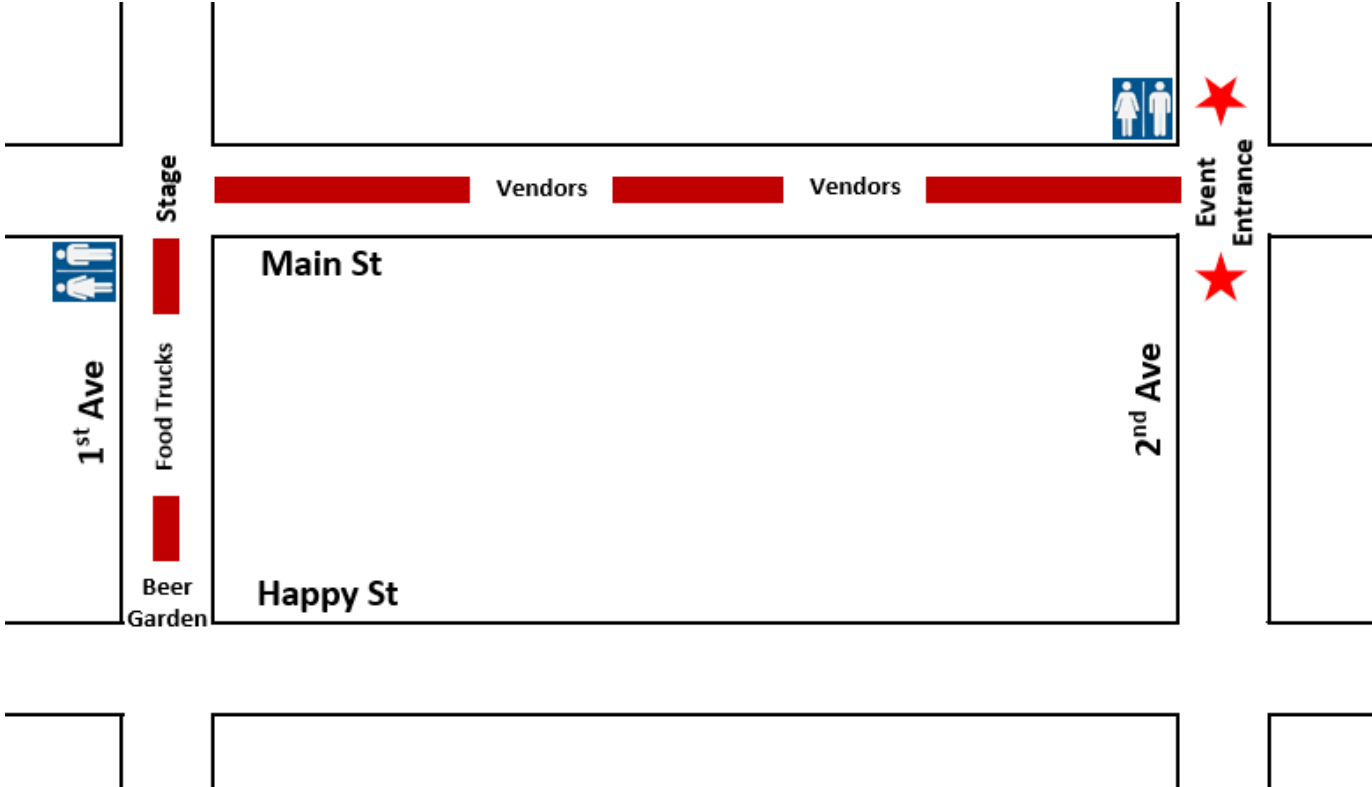 Stage
Vendors
Vendors
Event
Entrance
Main St
1st Ave
Food Trucks
2nd Ave
Beer
Garden
Happy St